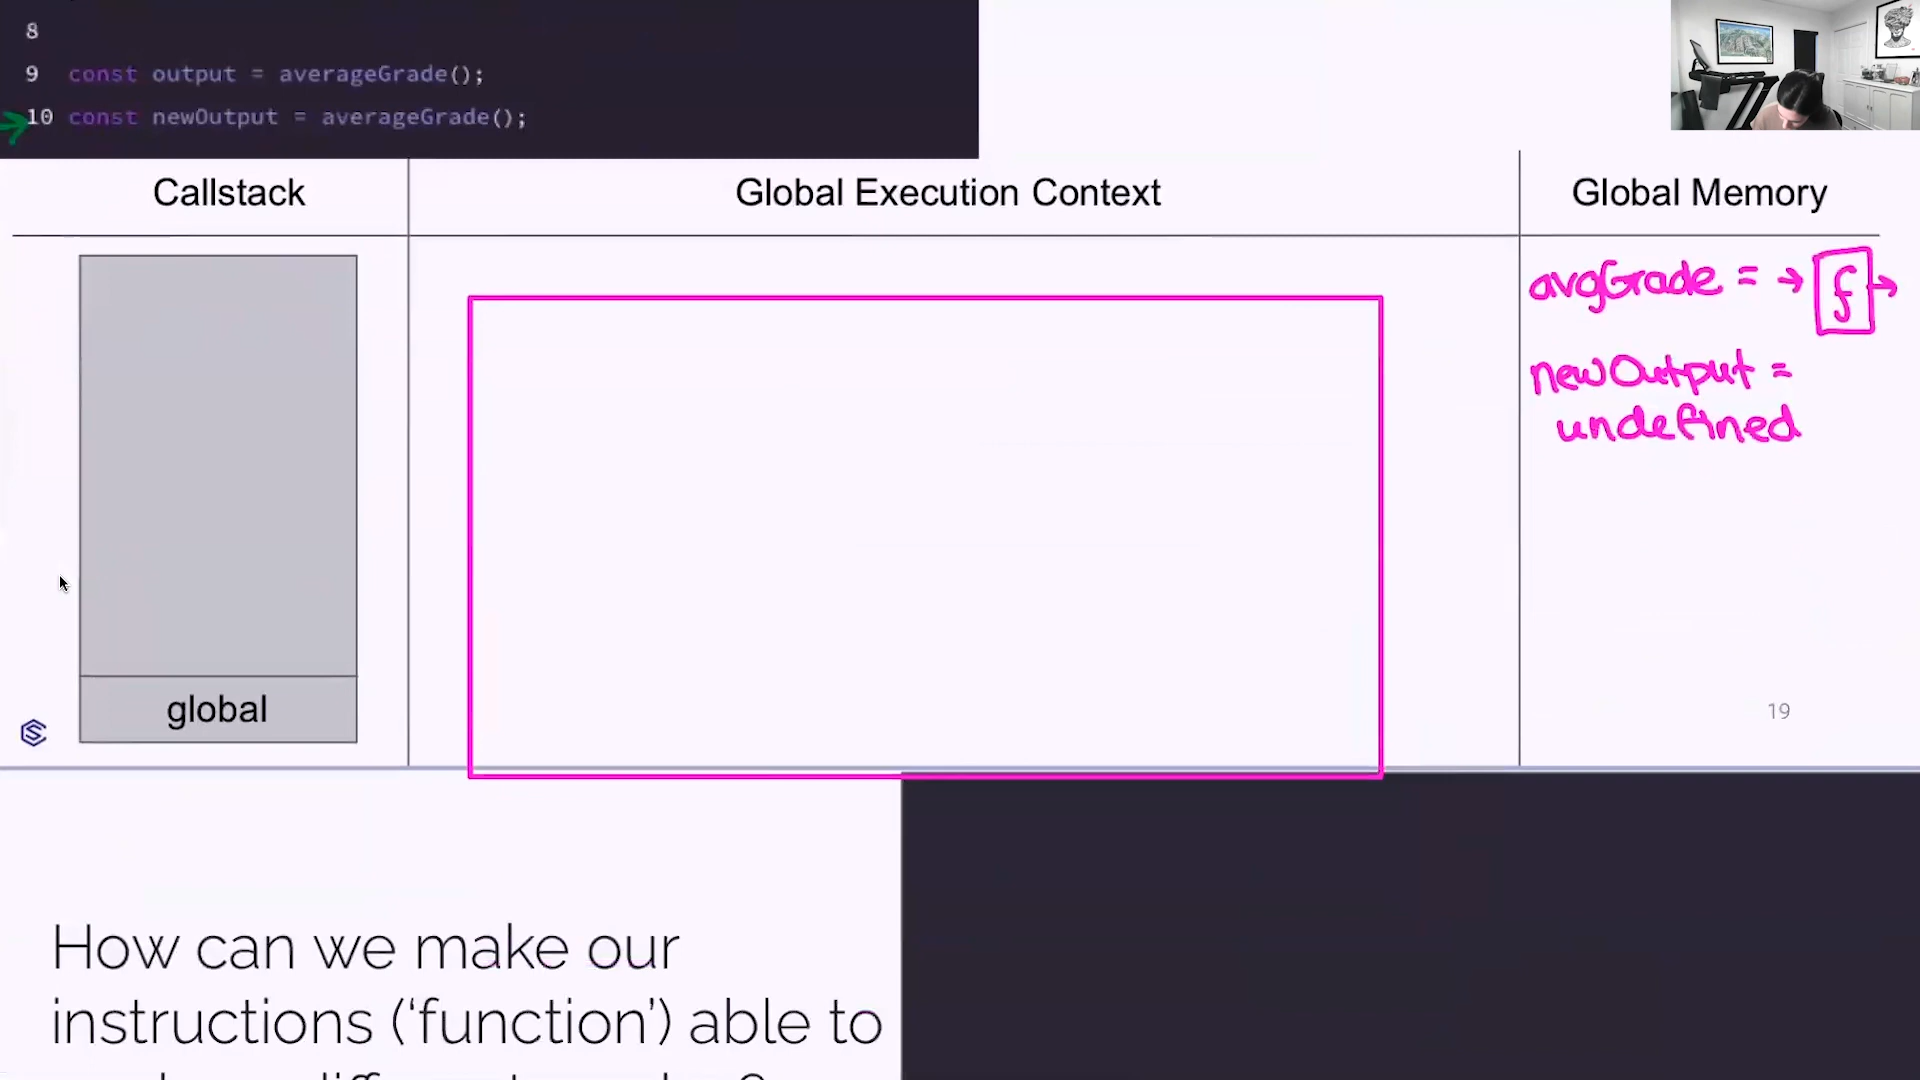 8
9 const output = averageGrade();
10 const newOutput = averageGrade();
Callstack
Global Execution Context
Global Memory
avgGrade = → f →
newOutput =
undefined
global
19
How can we make our
instructions (‘function’) able to